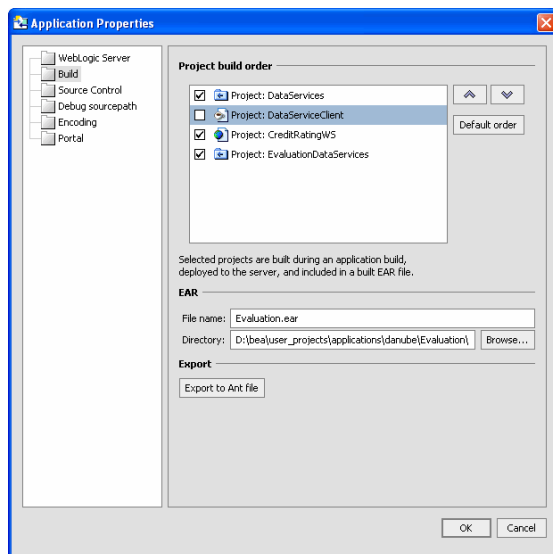 Application Properties
WebLogic Server
Build
Source Control
Debug sourcepath
Encoding
Portal
Project build order
Project: DataServices
Project: DataServiceClient
Project: CreditRatingWS
Project: EvaluationDataServices
Default order
Selected projects are built during an application build,
deployed to the server, and included in a built EAR file.
EAR
File name: Evaluation.ear
Directory: D:\bea\user_projects\applications\danube\Evaluation\ Browse...
Export
Export to Ant file
OK Cancel